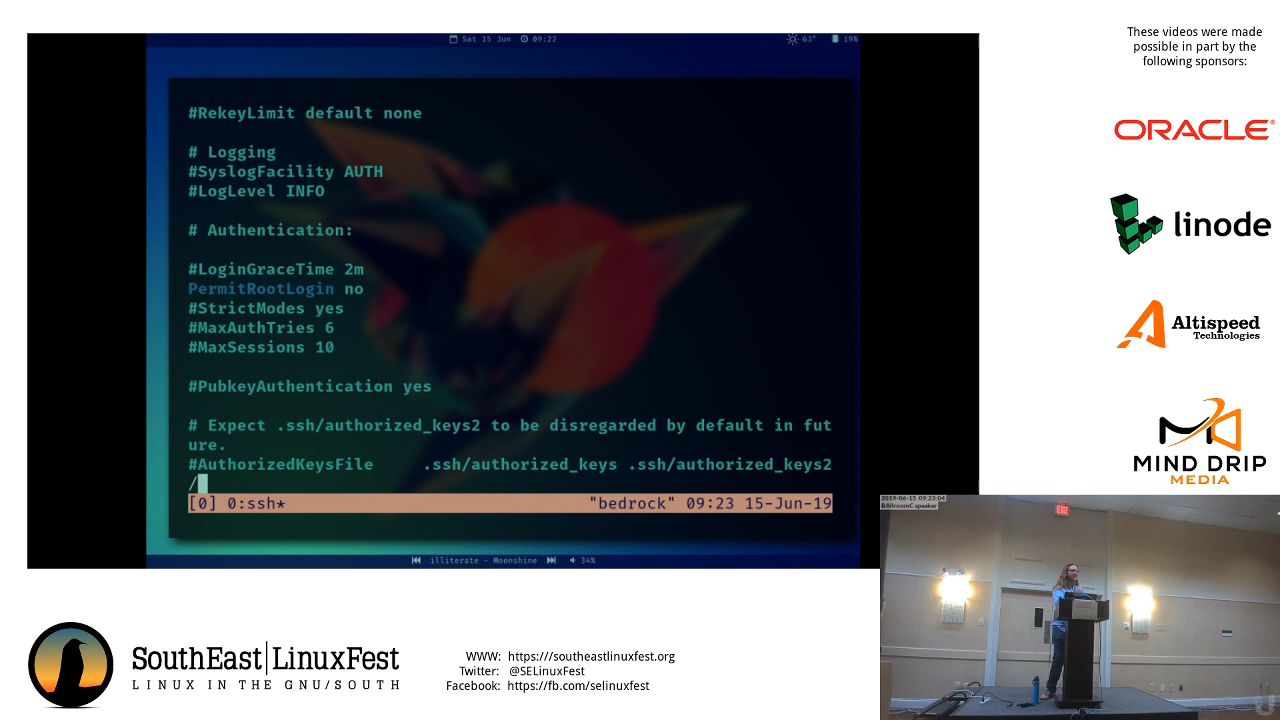 Sat 15 Jun 09:22 63° 19%
#RekeyLimit default none
# Logging
#SyslogFacility AUTH
#LogLevel INFO
# Authentication:
#LoginGraceTime 2m
PermitRootLogin no
#StrictModes yes
#MaxAuthTries 6
#MaxSessions 10
#PubkeyAuthentication yes
# Expect .ssh/authorized_keys2 to be disregarded by default in fut
ure.
#AuthorizedKeysFile .ssh/authorized_keys .ssh/authorized_keys2
/
[0] 0:ssh* "bedrock" 09:23 15-Jun-19
illiterate - Moonshine 34%
These videos were made
possible in part by the
following sponsors:
ORACLE®
linode
Altispeed
Technologies
MIND DRIP
MEDIA
2019-06-15 09:23:04
BAllroomC speaker
EXIT
SouthEast LinuxFest
LINUX IN THE GNU/SOUTH
WWW: https:///southeastlinuxfest.org
Twitter: @SELinuxFest
Facebook: https://fb.com/selinuxfest